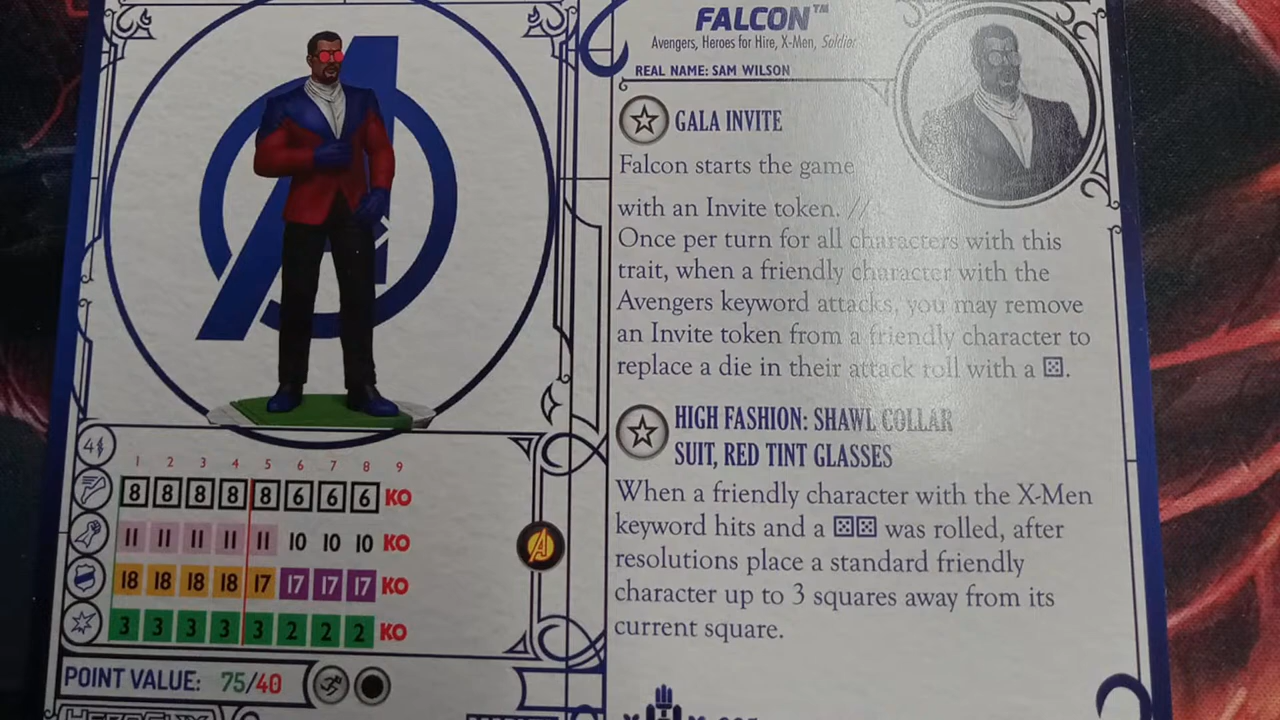 FALCON™
Avengers, Heroes for Hire, X-Men, Soldier
REAL NAME: SAM WILSON
GALA INVITE
Falcon starts the game
with an Invite token. //
Once per turn for all characters with this
trait, when a friendly character with the
Avengers keyword attacks, you may remove
an Invite token from a friendly character to
replace a die in their attack roll with a ⚄.
HIGH FASHION: SHAWL COLLAR
SUIT, RED TINT GLASSES
When a friendly character with the X-Men
keyword hits and a ⚄⚄ was rolled, after
resolutions place a standard friendly
character up to 3 squares away from its
current square.
4
1 2 3 4 5 6 7 8 9
8 8 8 8 8 6 6 6 KO
11 11 11 11 11 10 10 10 KO
18 18 18 18 17 17 17 17 KO
3 3 3 3 3 2 2 2 KO
POINT VALUE: 75/40
HEROCLIX